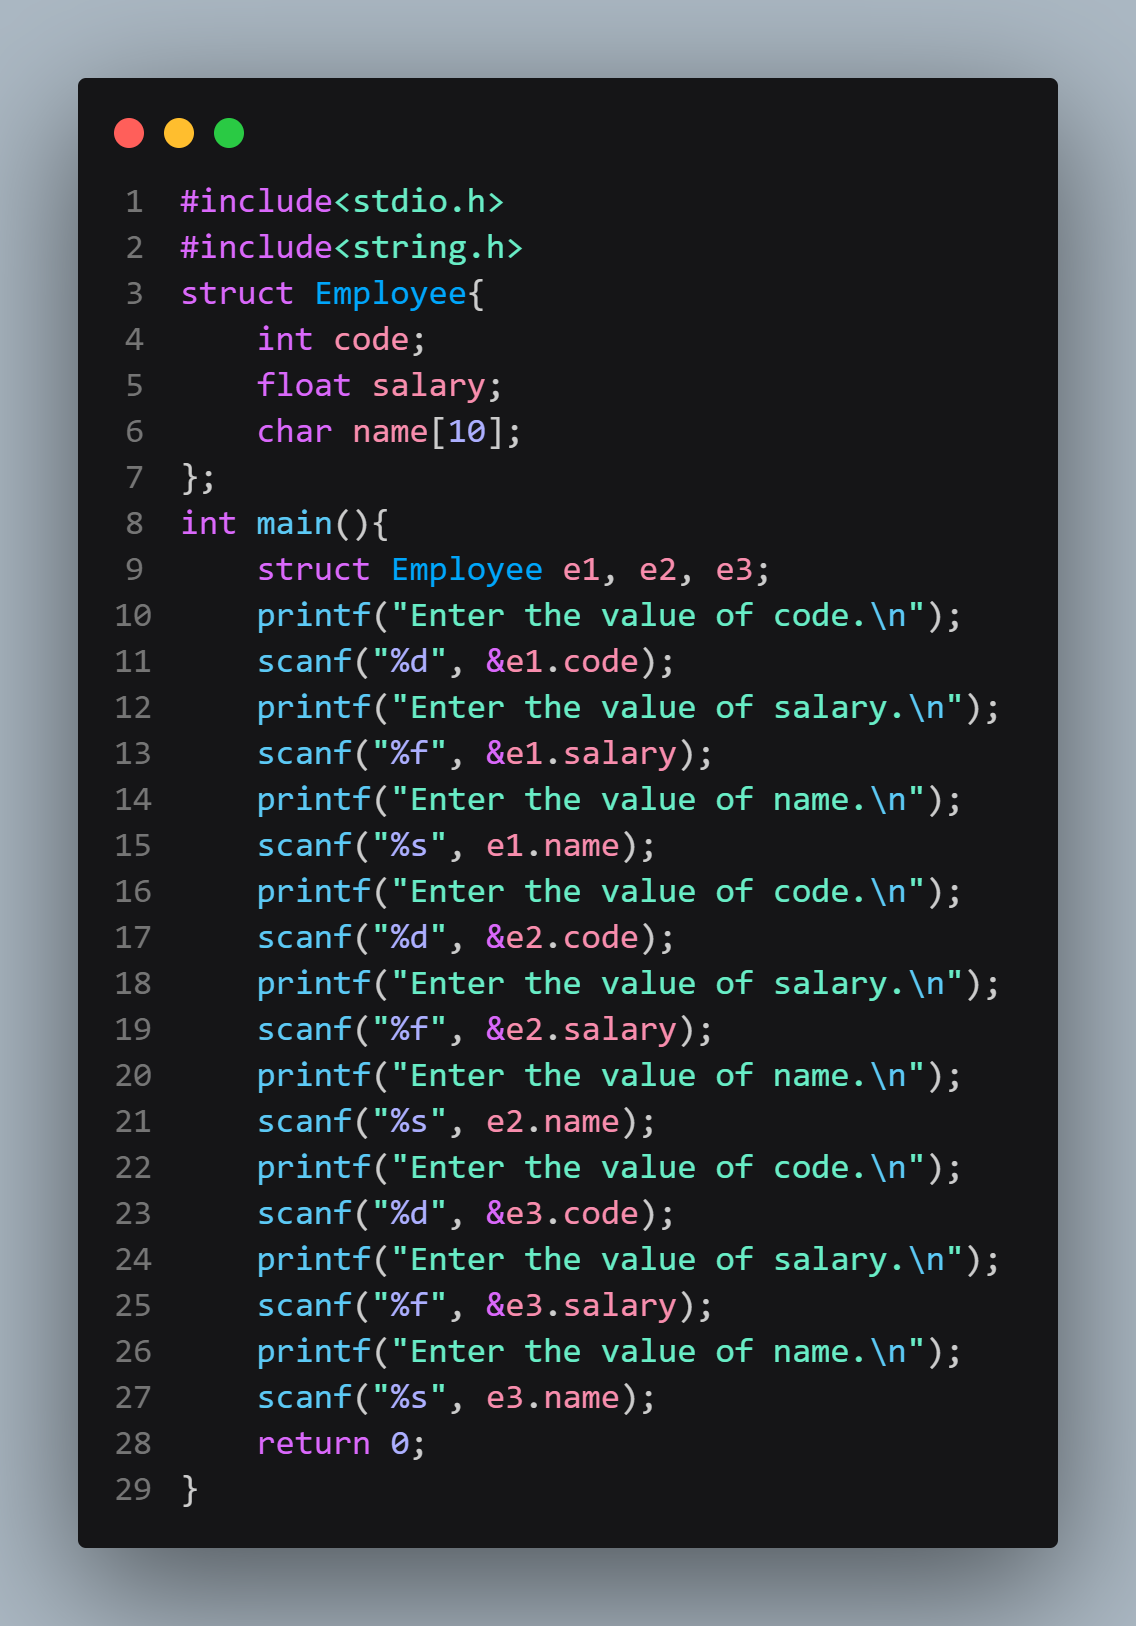 1 #include<stdio.h>
2 #include<string.h>
3 struct Employee{
4     int code;
5     float salary;
6     char name[10];
7 };
8 int main(){
9     struct Employee e1, e2, e3;
10     printf("Enter the value of code.\n");
11     scanf("%d", &e1.code);
12     printf("Enter the value of salary.\n");
13     scanf("%f", &e1.salary);
14     printf("Enter the value of name.\n");
15     scanf("%s", e1.name);
16     printf("Enter the value of code.\n");
17     scanf("%d", &e2.code);
18     printf("Enter the value of salary.\n");
19     scanf("%f", &e2.salary);
20     printf("Enter the value of name.\n");
21     scanf("%s", e2.name);
22     printf("Enter the value of code.\n");
23     scanf("%d", &e3.code);
24     printf("Enter the value of salary.\n");
25     scanf("%f", &e3.salary);
26     printf("Enter the value of name.\n");
27     scanf("%s", e3.name);
28     return 0;
29 }